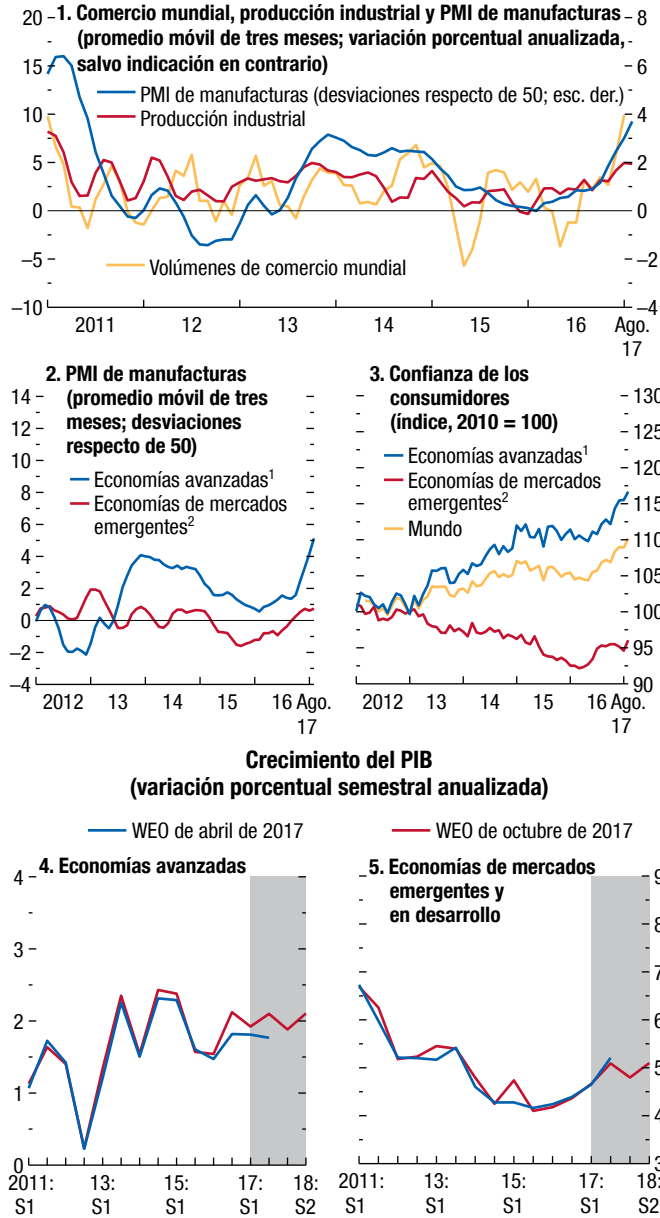 1. Comercio mundial, producción industrial y PMI de manufacturas
(promedio móvil de tres meses; variación porcentual anualizada,
salvo indicación en contrario)
20
15
10
5
0
–5
–10
8
6
4
2
0
–2
–4
PMI de manufacturas (desviaciones respecto de 50; esc. der.)
Producción industrial
Volúmenes de comercio mundial
2011 12 13 14 15 16 Ago.
17
2. PMI de manufacturas
(promedio móvil de tres
meses; desviaciones
respecto de 50)
14
12
10
8
6
4
2
0
–2
–4
Economías avanzadas¹
Economías de mercados
emergentes²
2012 13 14 15 16 Ago.
17
3. Confianza de los
consumidores
(índice, 2010 = 100)
130
125
120
115
110
105
100
95
90
Economías avanzadas¹
Economías de mercados
emergentes²
Mundo
2012 13 14 15 16 Ago.
17
Crecimiento del PIB
(variación porcentual semestral anualizada)
WEO de abril de 2017
WEO de octubre de 2017
4. Economías avanzadas
4
3
2
1
0
2011: 13: 15: 17: 18:
S1 S1 S1 S1 S2
5. Economías de mercados
emergentes y
en desarrollo
9
8
7
6
5
4
3
2011: 13: 15: 17: 18:
S1 S1 S1 S1 S2